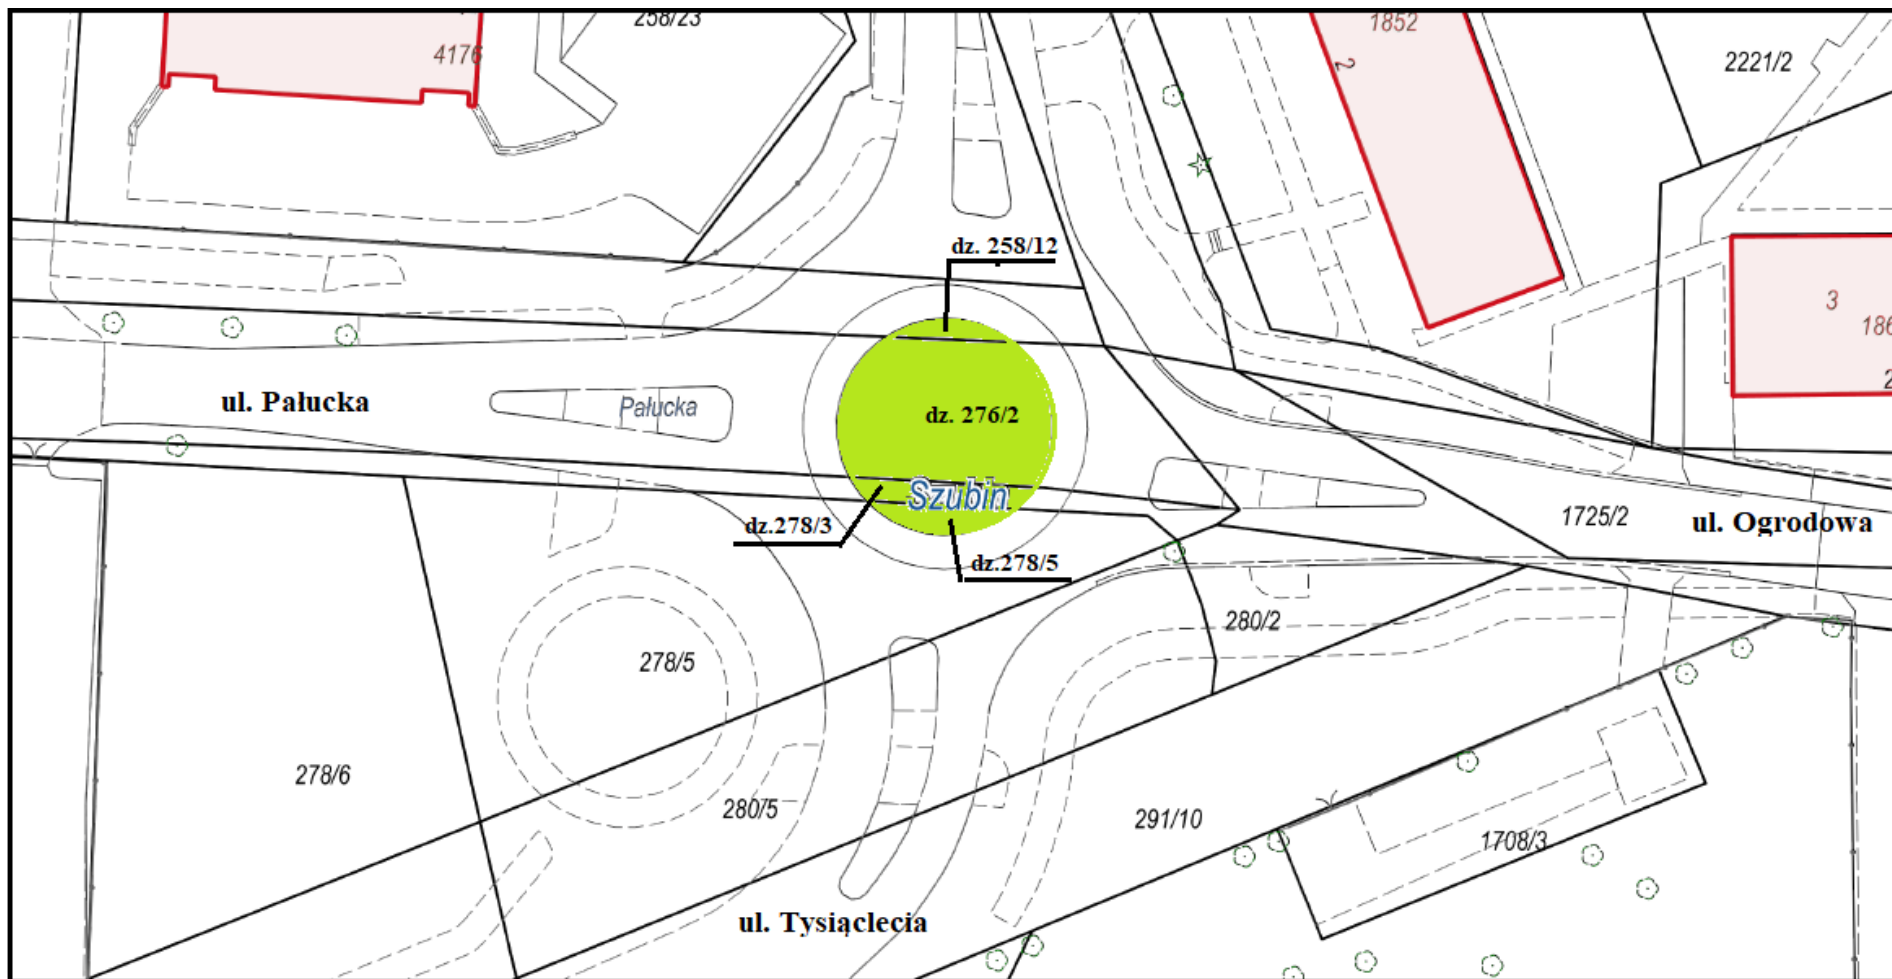 258/23
1852
4176
2
2221/2
dz. 258/12
3
ul. Pałucka
Pałucka
dz. 276/2
Szubin
dz.278/3
1725/2
ul. Ogrodowa
dz.278/5
280/2
278/5
278/6
280/5
291/10
1708/3
ul. Tysiąclecia